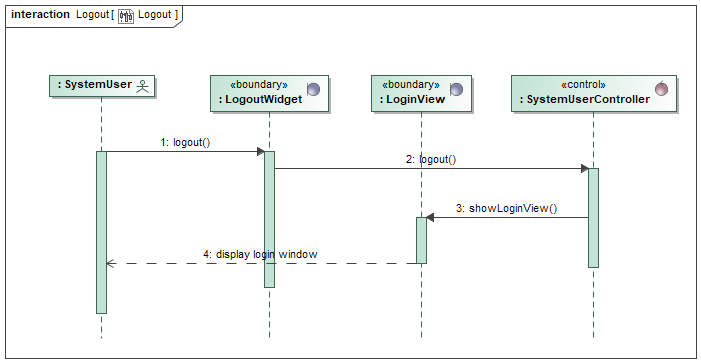 interaction Logout[ Logout ]
: SystemUser
«boundary»
: LogoutWidget
«boundary»
: LoginView
«control»
: SystemUserController
1: logout()
2: logout()
3: showLoginView()
4: display login window